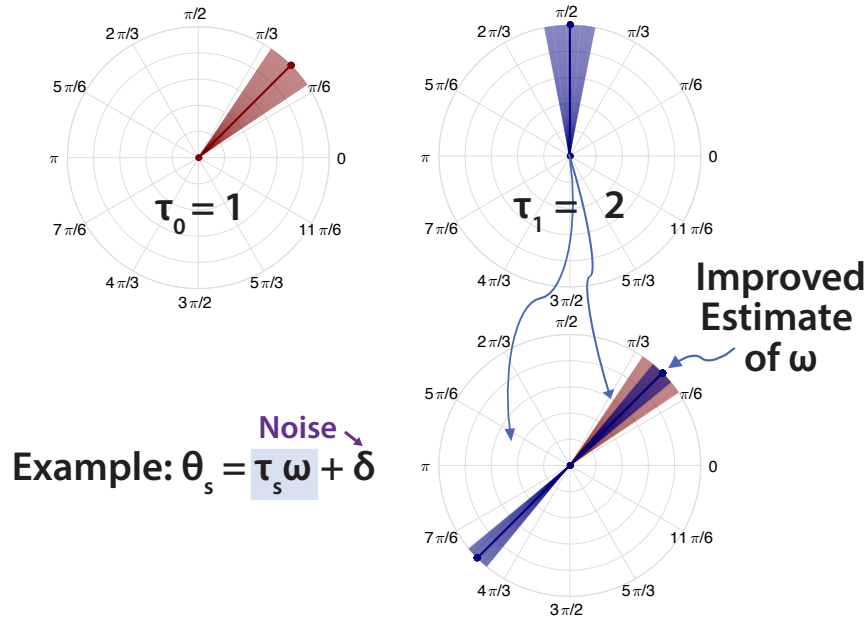 π/2
2π/3
π/3
5π/6
π/6
π
0
τ₀ = 1
7π/6
11π/6
4π/3
5π/3
3π/2
π/2
2π/3
π/3
5π/6
π/6
π
0
τ₁ = 2
7π/6
11π/6
4π/3
5π/3
3π/2
Improved
Estimate
of ω
π/2
2π/3
π/3
5π/6
π/6
π
0
7π/6
11π/6
4π/3
5π/3
3π/2
Noise
Example: θₛ = τₛω + δ